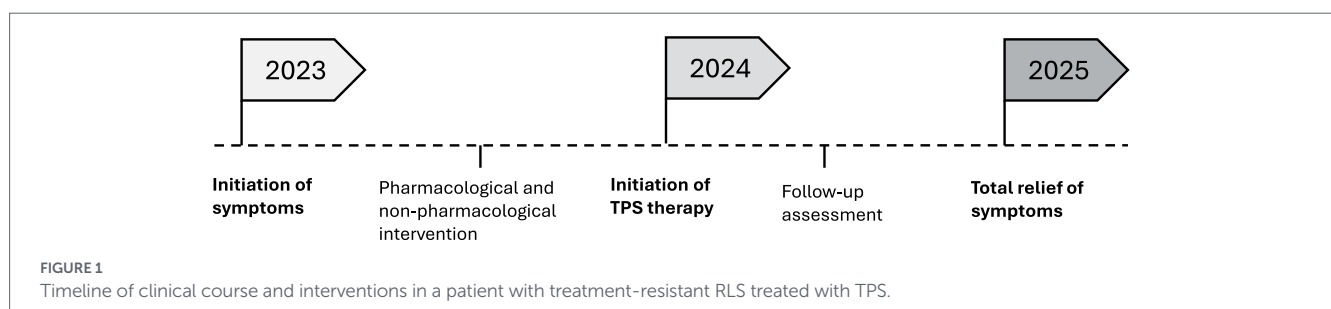 2023
2024
2025
Initiation of
symptoms
Pharmacological and
non-pharmacological
intervention
Initiation of
TPS therapy
Follow-up
assessment
Total relief of
symptoms
FIGURE 1
Timeline of clinical course and interventions in a patient with treatment-resistant RLS treated with TPS.